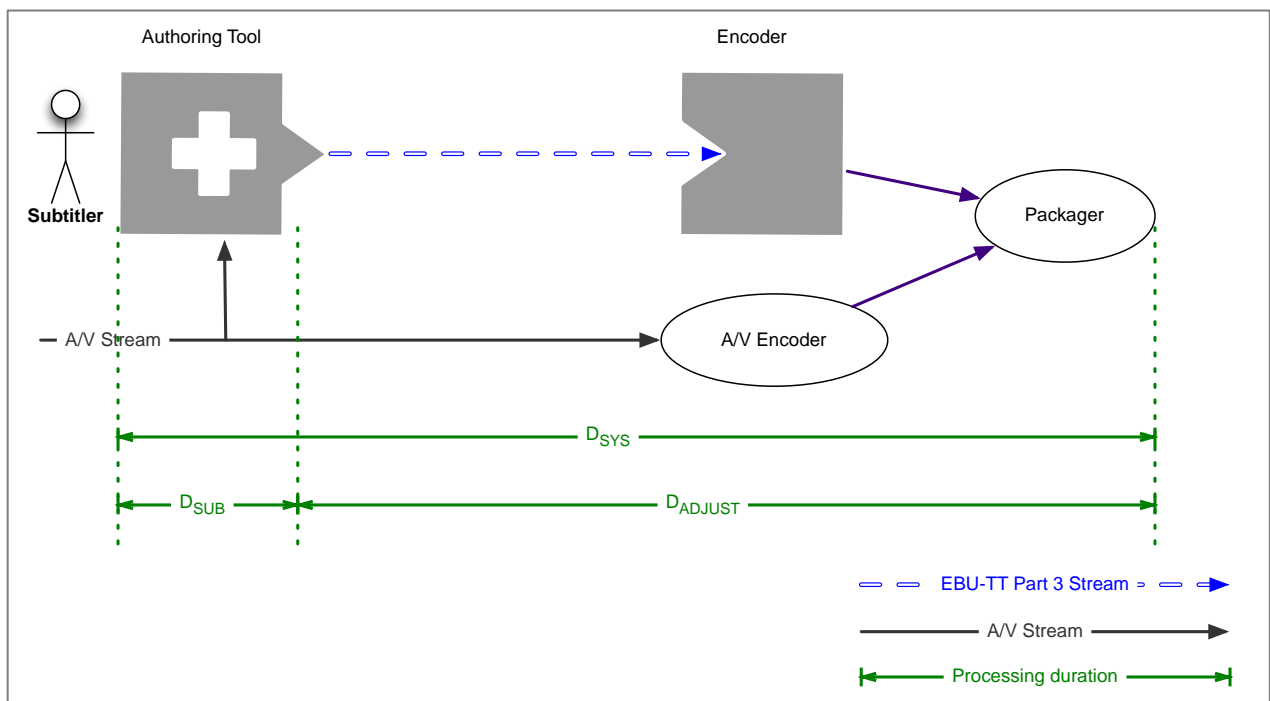 Authoring Tool
Encoder
Subtitler
Packager
A/V Stream
A/V Encoder
DSYS
DSUB
DADJUST
EBU-TT Part 3 Stream
A/V Stream
Processing duration